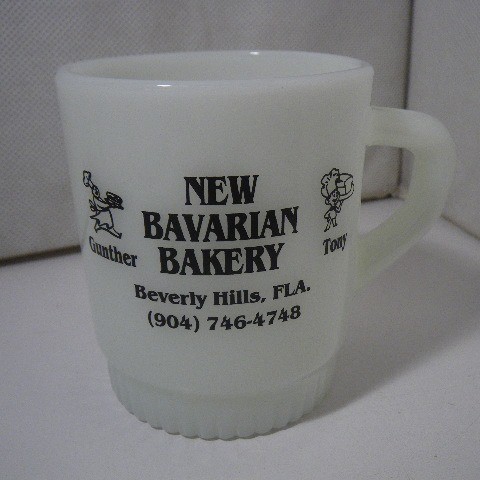 NEW
BAVARIAN
BAKERY
Gunther
Tony
Beverly Hills, FLA.
(904) 746-4748